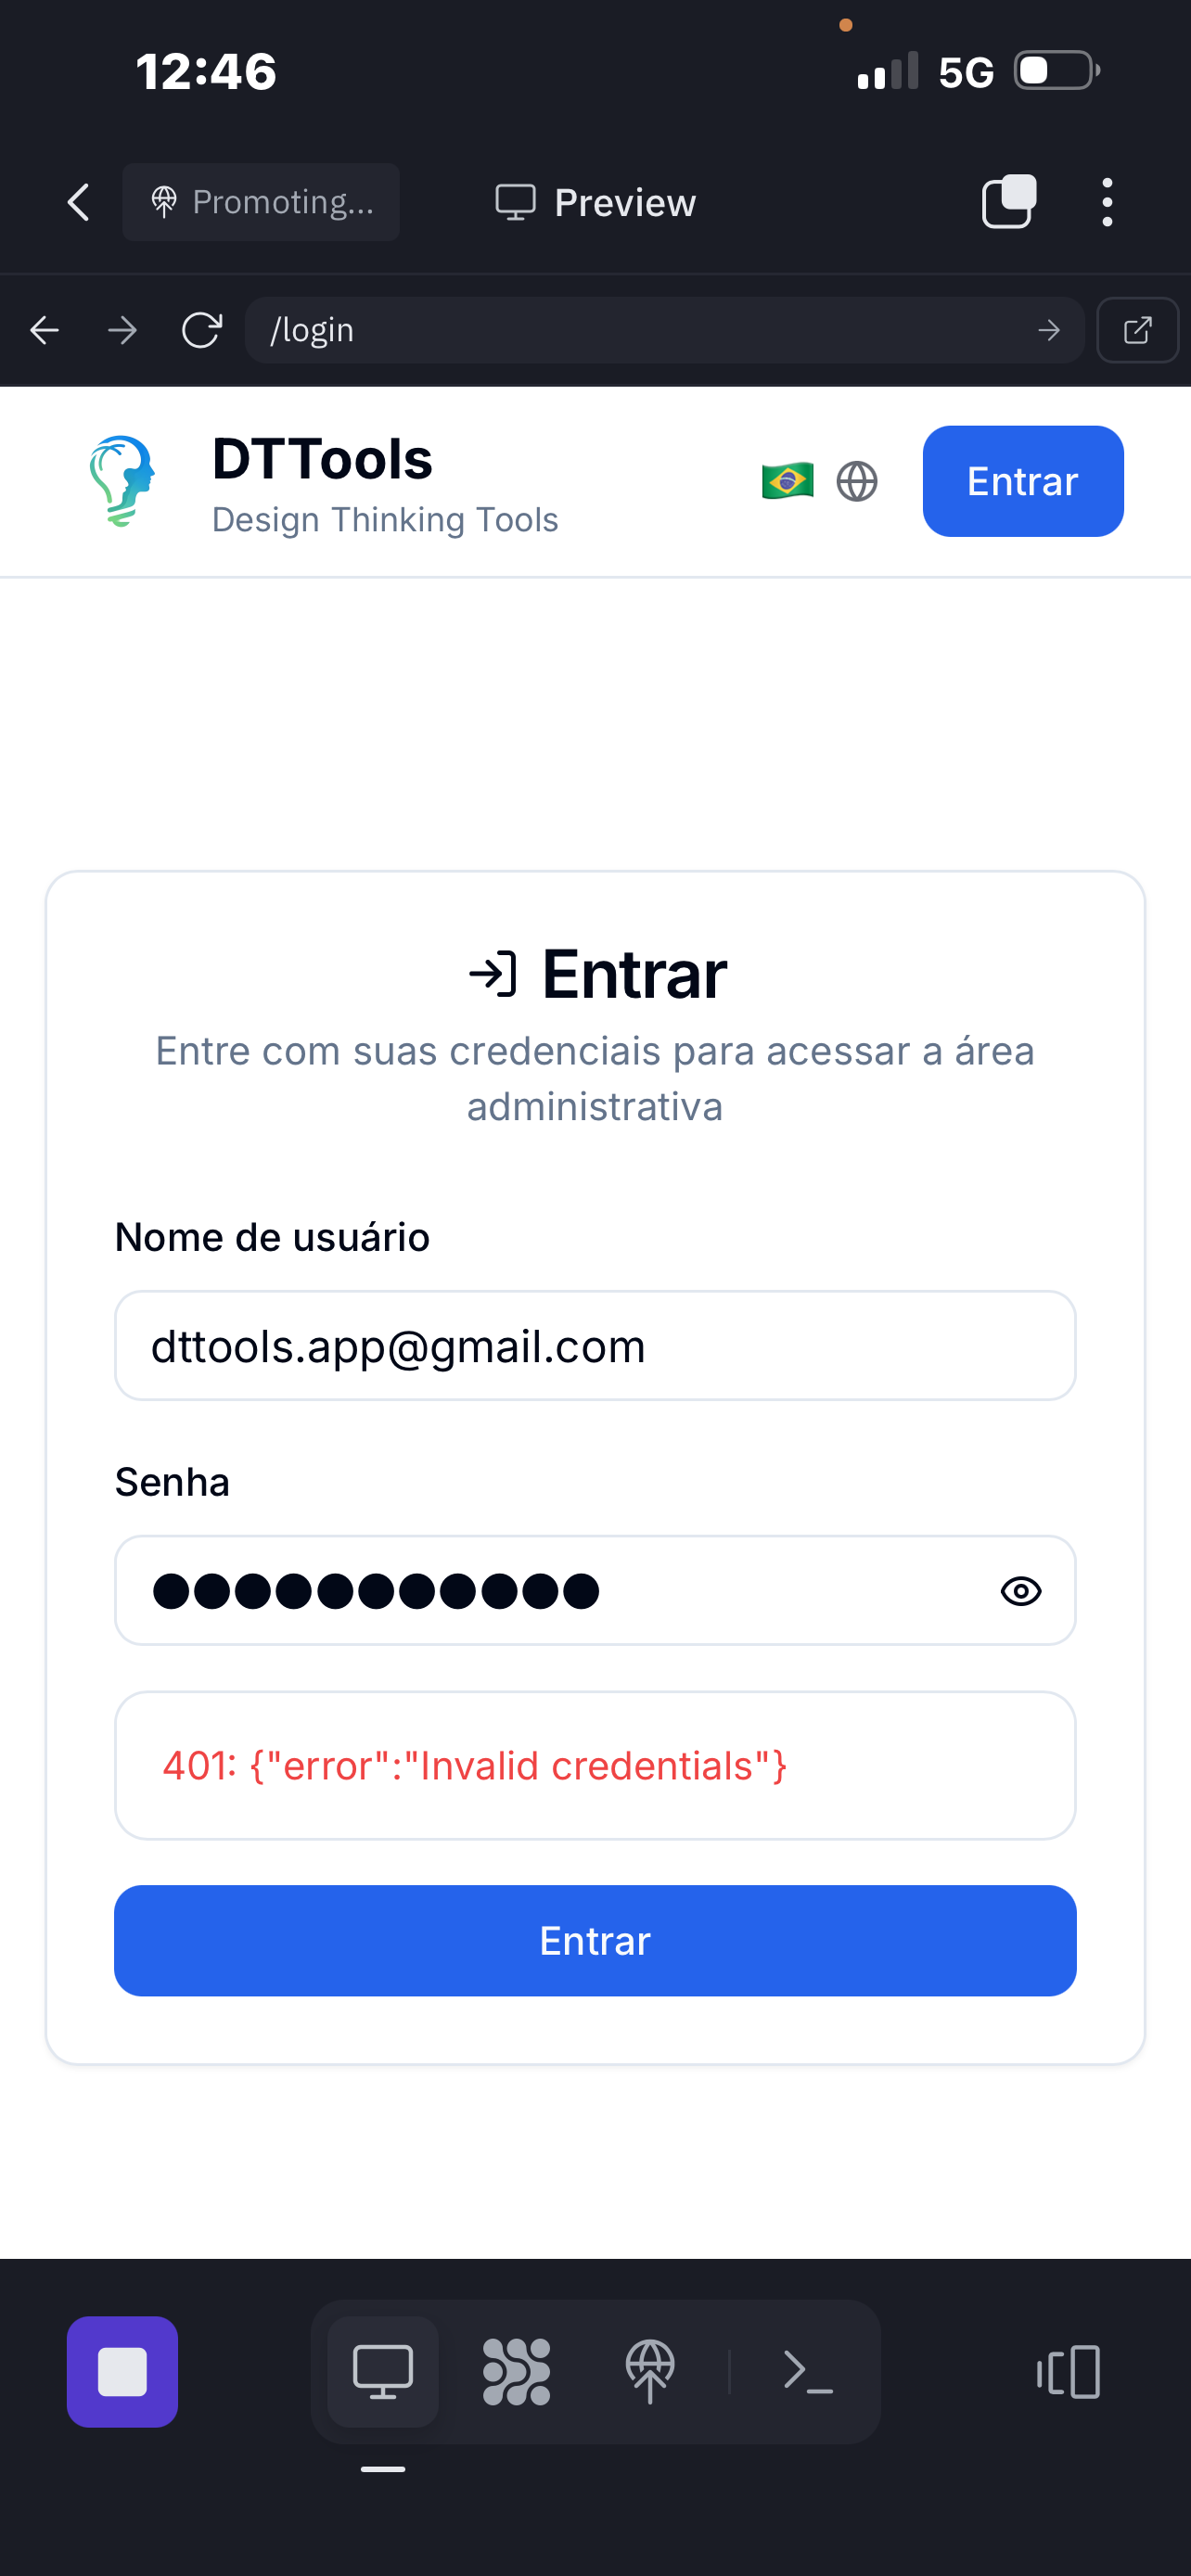 12:46
5G
Promoting...
Preview
/login
DTTools
Design Thinking Tools
Entrar
Entrar
Entre com suas credenciais para acessar a área
administrativa
Nome de usuário
dttools.app@gmail.com
Senha
401: {"error":"Invalid credentials"}
Entrar